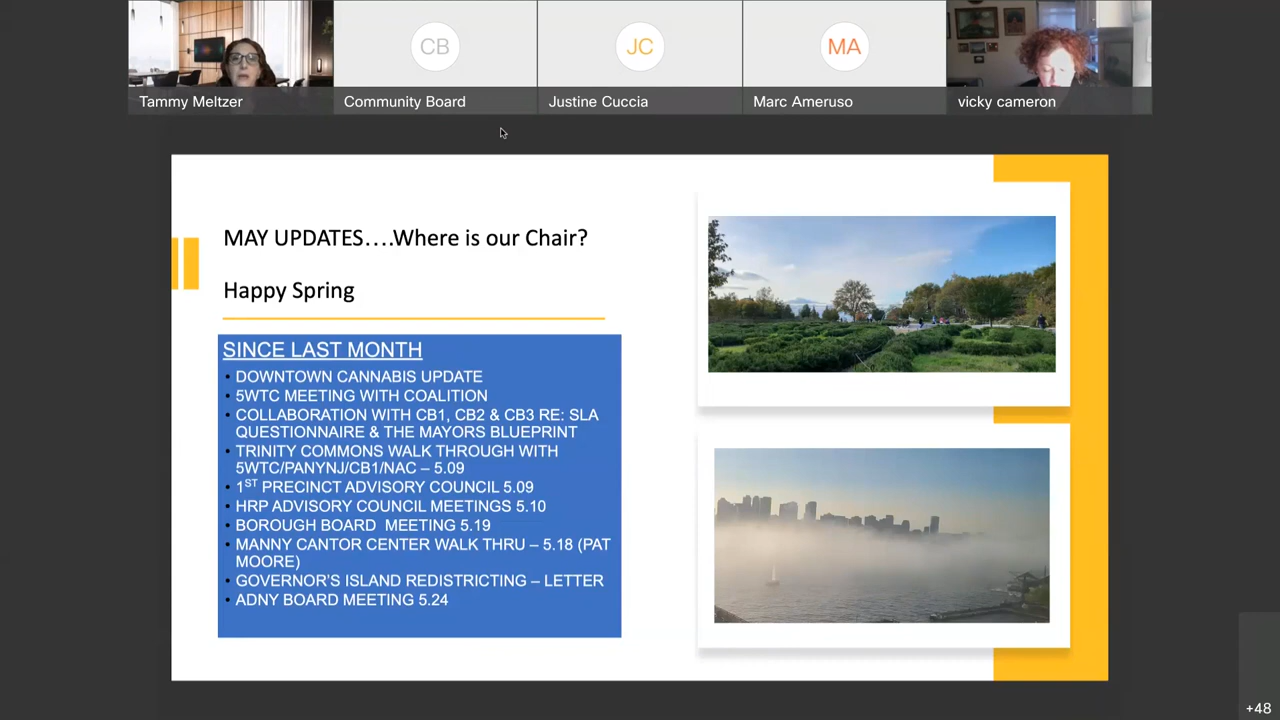 CB
JC
MA
Tammy Meltzer
Community Board
Justine Cuccia
Marc Ameruso
vicky cameron
MAY UPDATES….Where is our Chair?
Happy Spring
SINCE LAST MONTH
• DOWNTOWN CANNABIS UPDATE
• 5WTC MEETING WITH COALITION
• COLLABORATION WITH CB1, CB2 & CB3 RE: SLA
QUESTIONNAIRE & THE MAYORS BLUEPRINT
• TRINITY COMMONS WALK THROUGH WITH
5WTC/PANYNJ/CB1/NAC – 5.09
• 1ST PRECINCT ADVISORY COUNCIL 5.09
• HRP ADVISORY COUNCIL MEETINGS 5.10
• BOROUGH BOARD  MEETING 5.19
• MANNY CANTOR CENTER WALK THRU – 5.18 (PAT
MOORE)
• GOVERNOR'S ISLAND REDISTRICTING – LETTER
• ADNY BOARD MEETING 5.24
+48